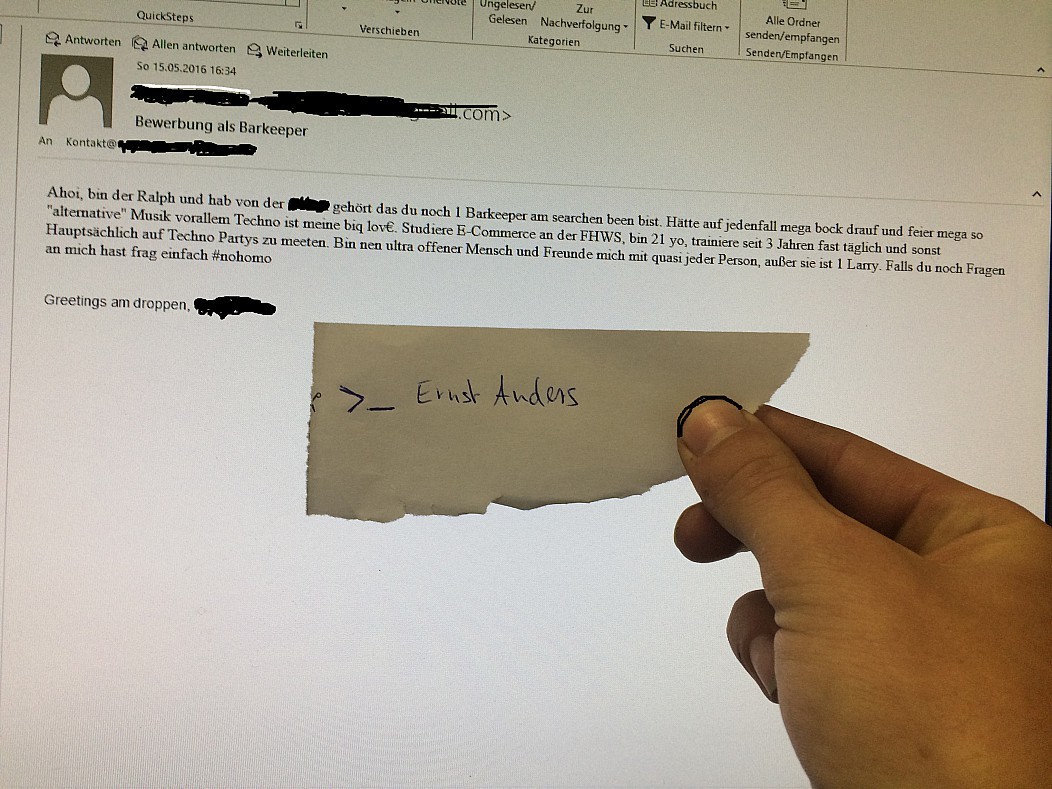 QuickSteps
Verschieben
Ungelesen/
Gelesen
Zur
Nachverfolgung
Kategorien
Adressbuch
E-Mail filtern
Suchen
Alle Ordner
senden/empfangen
Senden/Empfangen
Antworten Allen antworten Weiterleiten
So 15.05.2016 16:34
.com>
Bewerbung als Barkeeper
An Kontakt@
Ahoi, bin der Ralph und hab von der gehört das du noch 1 Barkeeper am searchen been bist. Hätte auf jedenfall mega bock drauf und feier mega so
"alternative" Musik vorallem Techno ist meine biq lov€. Studiere E-Commerce an der FHWS, bin 21 yo, trainiere seit 3 Jahren fast täglich und sonst
Hauptsächlich auf Techno Partys zu meeten. Bin nen ultra offener Mensch und Freunde mich mit quasi jeder Person, außer sie ist 1 Larry. Falls du noch Fragen
an mich hast frag einfach #nohomo
Greetings am droppen,
>_ Ernst Anders